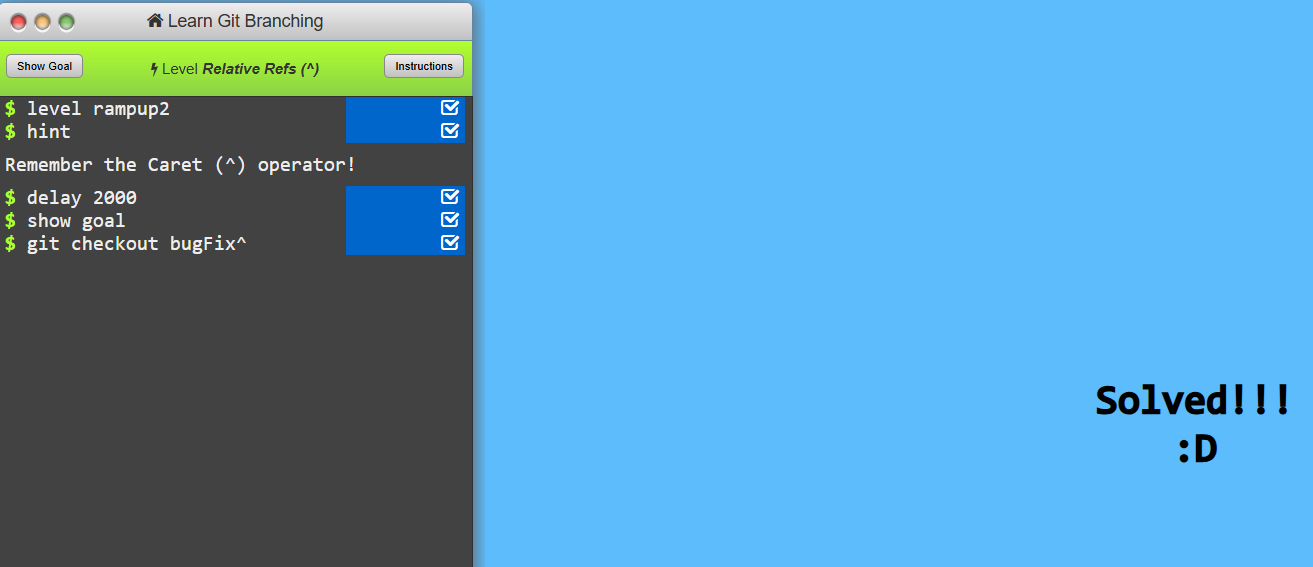 Learn Git Branching
Show Goal
Level Relative Refs (^)
Instructions
$ level rampup2
$ hint
Remember the Caret (^) operator!
$ delay 2000
$ show goal
$ git checkout bugFix^
Solved!!!
:D